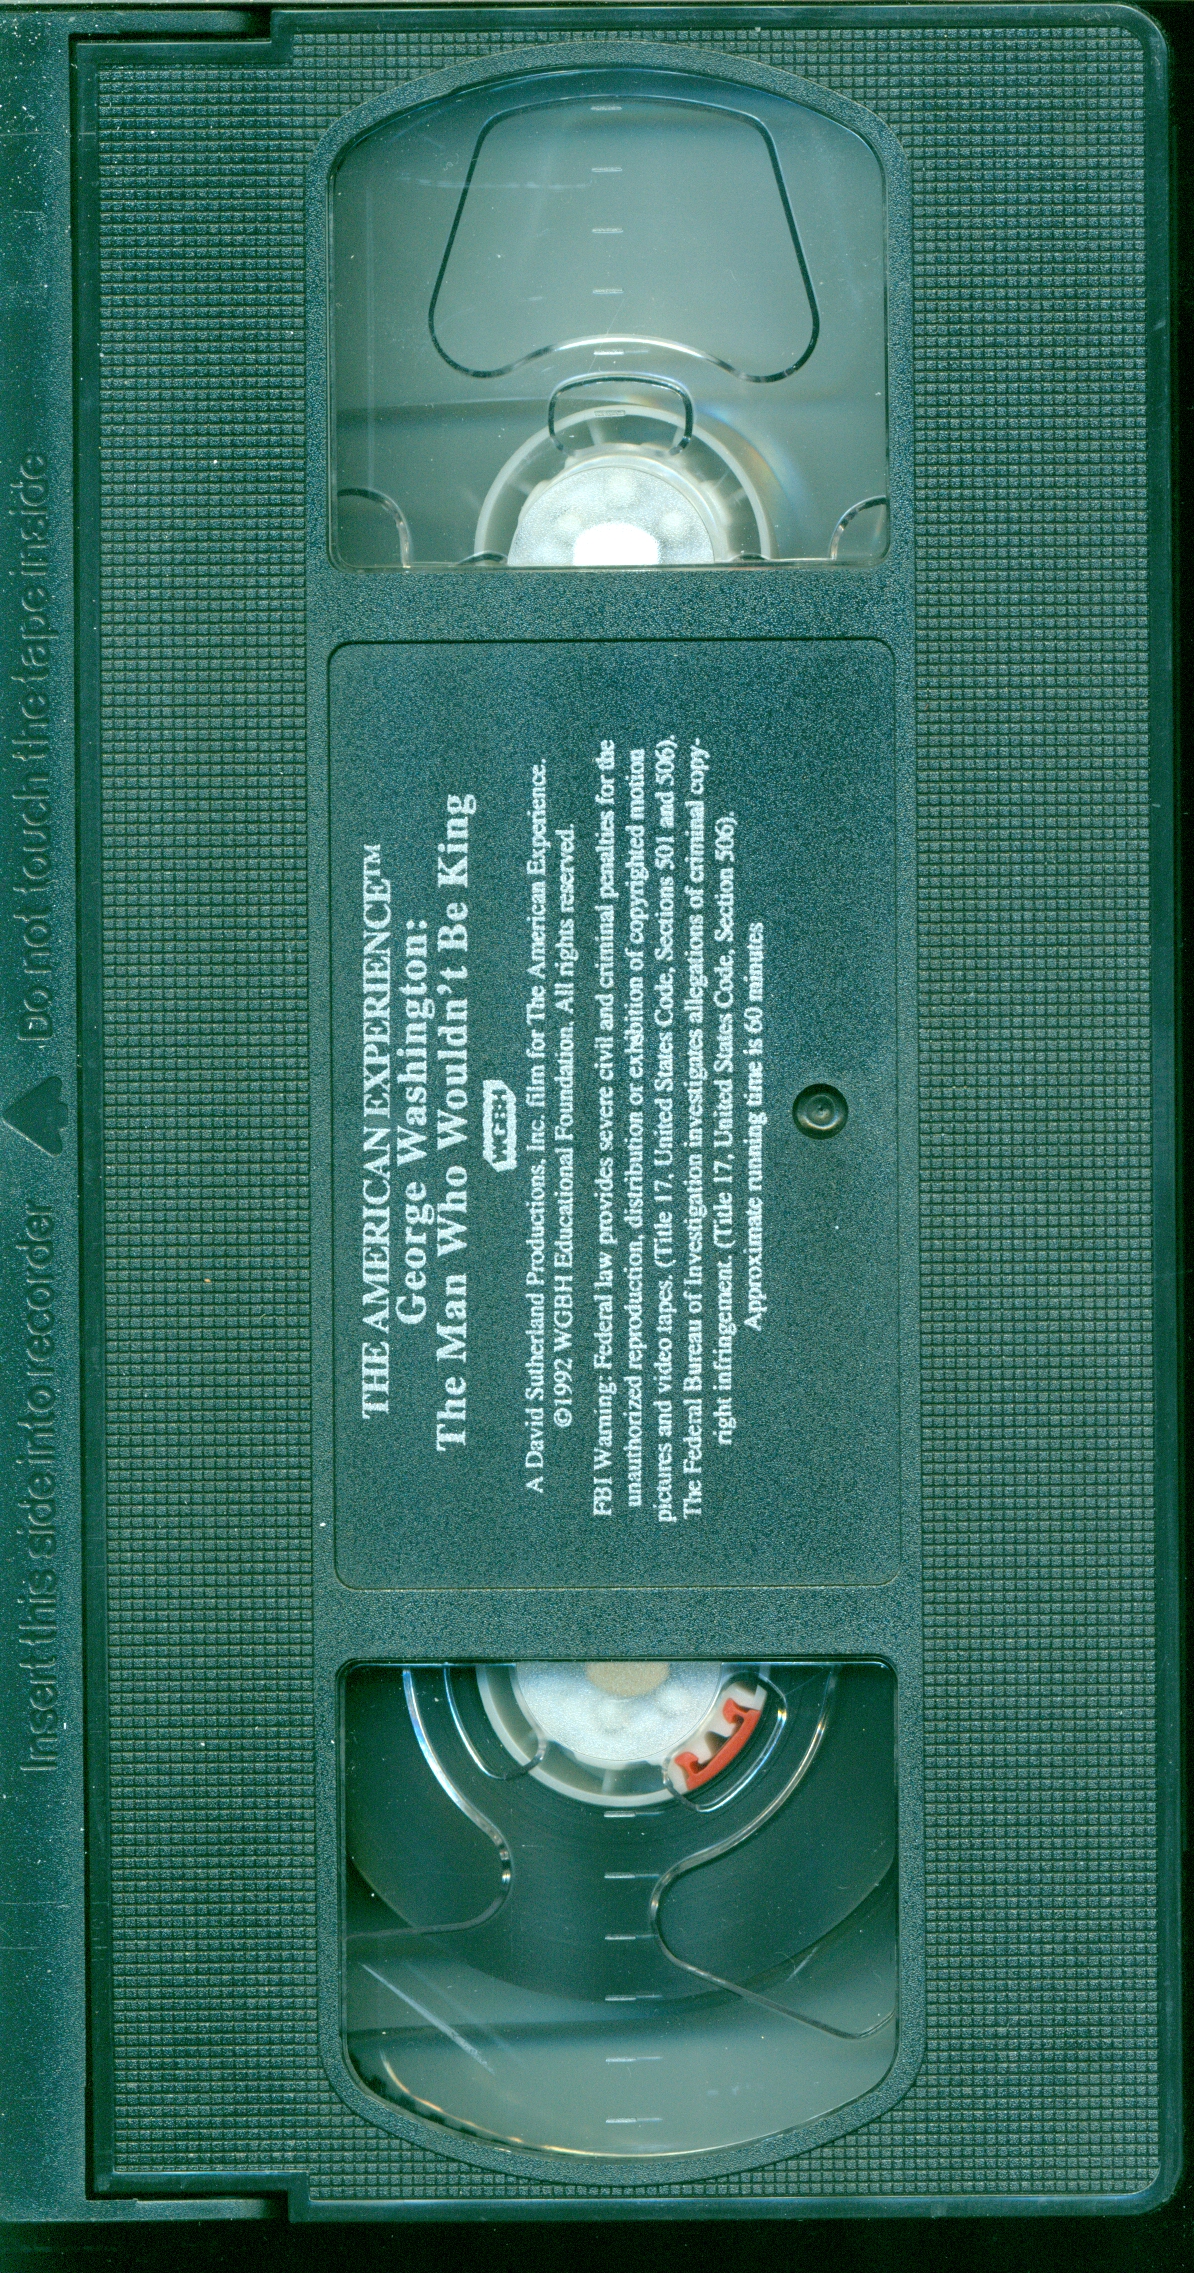 Insert this side into recorder
Do not touch the tape inside
THE AMERICAN EXPERIENCE™
George Washington:
The Man Who Wouldn't Be King
WGBH
A David Sutherland Productions, Inc. film for The American Experience.
©1992 WGBH Educational Foundation. All rights reserved.
FBI Warning: Federal law provides severe civil and criminal penalties for the
unauthorized reproduction, distribution or exhibition of copyrighted motion
pictures and video tapes. (Title 17, United States Code, Sections 501 and 506).
The Federal Bureau of Investigation investigates allegations of criminal copy-
right infringement. (Title 17, United States Code, Section 506).
Approximate running time is 60 minutes